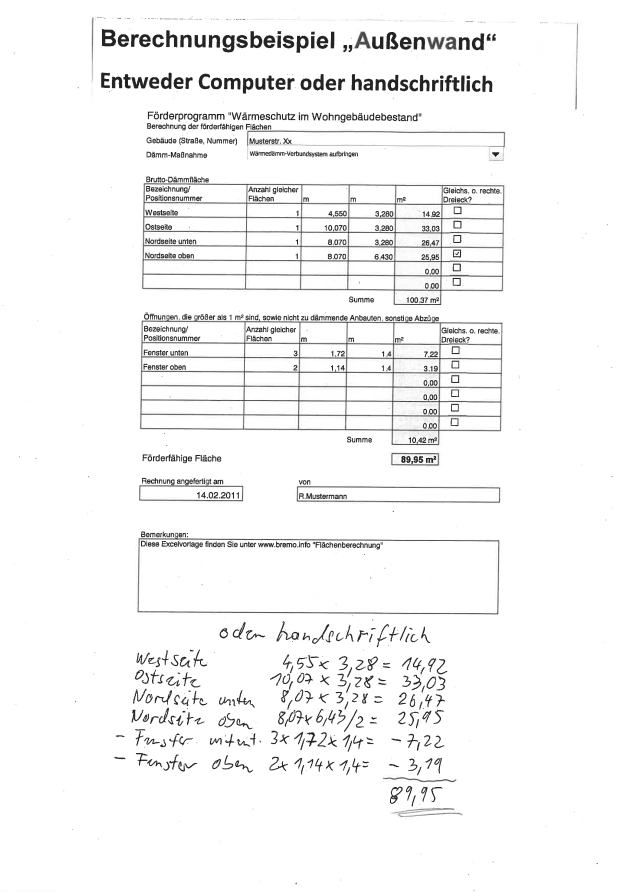 Berechnungsbeispiel „Außenwand“
Entweder Computer oder handschriftlich
Förderprogramm "Wärmeschutz im Wohngebäudebestand"
Berechnung der förderfähigen Flächen
Gebäude (Straße, Nummer) Musterstr. Xx
Dämm-Maßnahme Wärmedämm-Verbundsystem aufbringen
Brutto-Dämmfläche
Bezeichnung/ Anzahl gleicher Gleichs. o. rechte.
Positionsnummer Flächen m m m² Dreieck?
Westseite 1 4,550 3,280 14,92
Ostseite 1 10,070 3,280 33,03
Nordseite unten 1 8,070 3,280 26,47
Nordseite oben 1 8,070 6,430 25,95
0,00
0,00
Summe 100,37 m²
Öffnungen, die größer als 1 m² sind, sowie nicht zu dämmende Anbauten, sonstige Abzüge
Bezeichnung/ Anzahl gleicher Gleichs. o. rechte.
Positionsnummer Flächen m m m² Dreieck?
Fenster unten 3 1,72 1,4 7,22
Fenster oben 2 1,14 1,4 3,19
0,00
0,00
0,00
0,00
Summe 10,42 m²
Förderfähige Fläche 89,95 m²
Rechnung angefertigt am von
14.02.2011 R.Mustermann
Bemerkungen:
Diese Excelvorlage finden Sie unter www.bremo.info "Flächenberechnung"
oder handschriftlich
Westseite 4,55 x 3,28 = 14,92
Ostseite 10,07 x 3,28 = 33,03
Nordseite unten 8,07 x 3,28 = 26,47
Nordseite oben 8,07 x 6,43/2 = 25,95
- Fenster 3 x 1,72 x 1,4 = - 7,22
- Fenster oben 2 x 1,14 x 1,4 = - 3,19
89,95